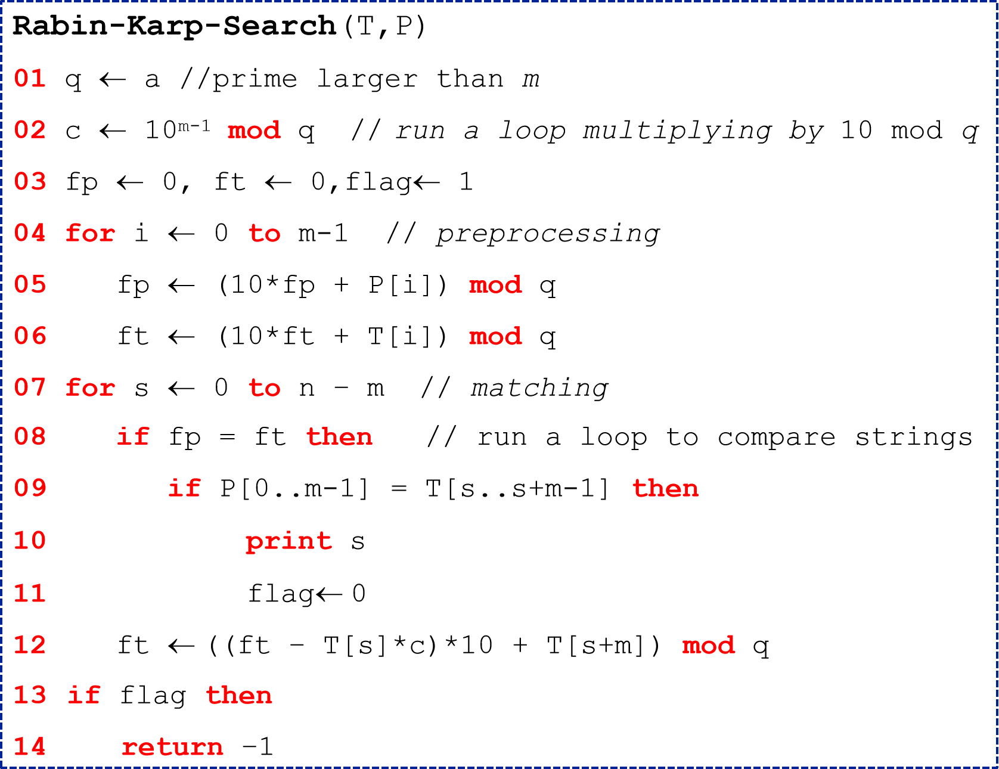 Rabin-Karp-Search(T,P)
01 q ← a //prime larger than m
02 c ← 10^m-1 mod q // run a loop multiplying by 10 mod q
03 fp ← 0, ft ← 0,flag← 1
04 for i ← 0 to m-1 // preprocessing
05 fp ← (10*fp + P[i]) mod q
06 ft ← (10*ft + T[i]) mod q
07 for s ← 0 to n – m // matching
08 if fp = ft then // run a loop to compare strings
09 if P[0..m-1] = T[s..s+m-1] then
10 print s
11 flag← 0
12 ft ← ((ft – T[s]*c)*10 + T[s+m]) mod q
13 if flag then
14 return –1